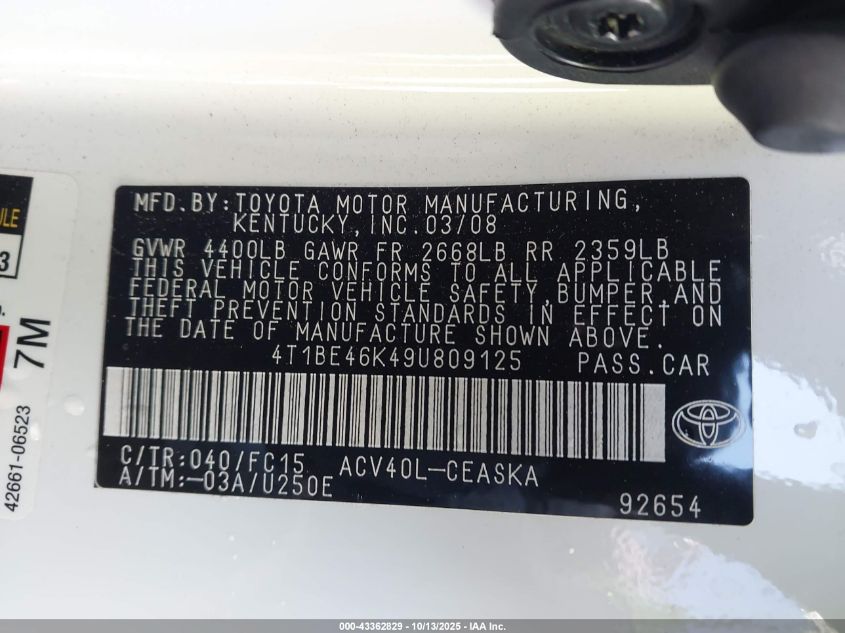 MFD.BY:TOYOTA MOTOR MANUFACTURING,
KENTUCKY,INC.03/08
GVWR 4400LB GAWR FR 2668LB RR 2359LB
THIS VEHICLE CONFORMS TO ALL APPLICABLE
FEDERAL MOTOR VEHICLE SAFETY,BUMPER,AND
THEFT PREVENTION STANDARDS IN EFFECT ON
THE DATE OF MANUFACTURE SHOWN ABOVE.
4T1BE46K49U809125 PASS.CAR
C/TR:040/FC15 ACV40L-CEASKA
A/TM:-03A/U250E
92654
ULE
3
7M
42661-06523
000-43362829 - 10/13/2025 - IAA Inc.